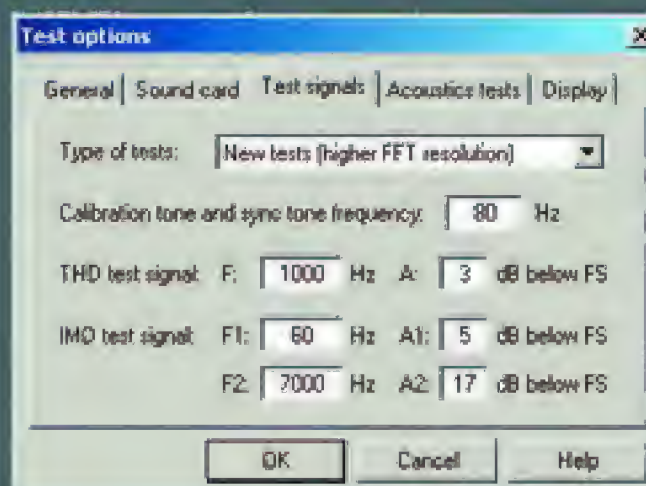 Test options
General Sound card Test signals Acoustics tests Display
Type of tests: New tests (higher FFT resolution)
Calibration tone and sync tone frequency: 80 Hz
THD test signal: F: 1000 Hz A: 3 dB below FS
IMD test signal: F1: 60 Hz A1: 5 dB below FS
F2: 7000 Hz A2: 17 dB below FS
OK Cancel Help